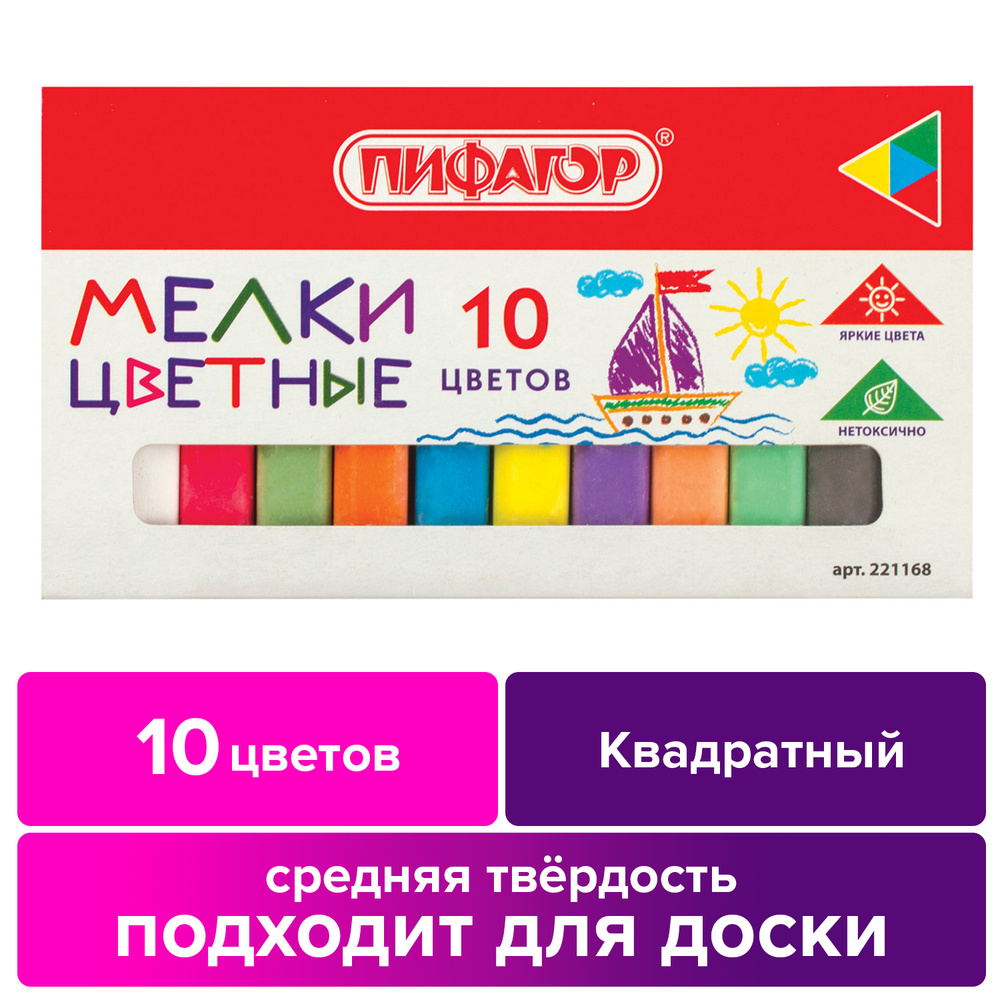 ПИФАГОР®
МЕЛКИ
ЦВЕТНЫЕ
10
ЦВЕТОВ
ЯРКИЕ ЦВЕТА
НЕТОКСИЧНО
арт. 221168
10 цветов
Квадратный
средняя твёрдость
подходит для доски